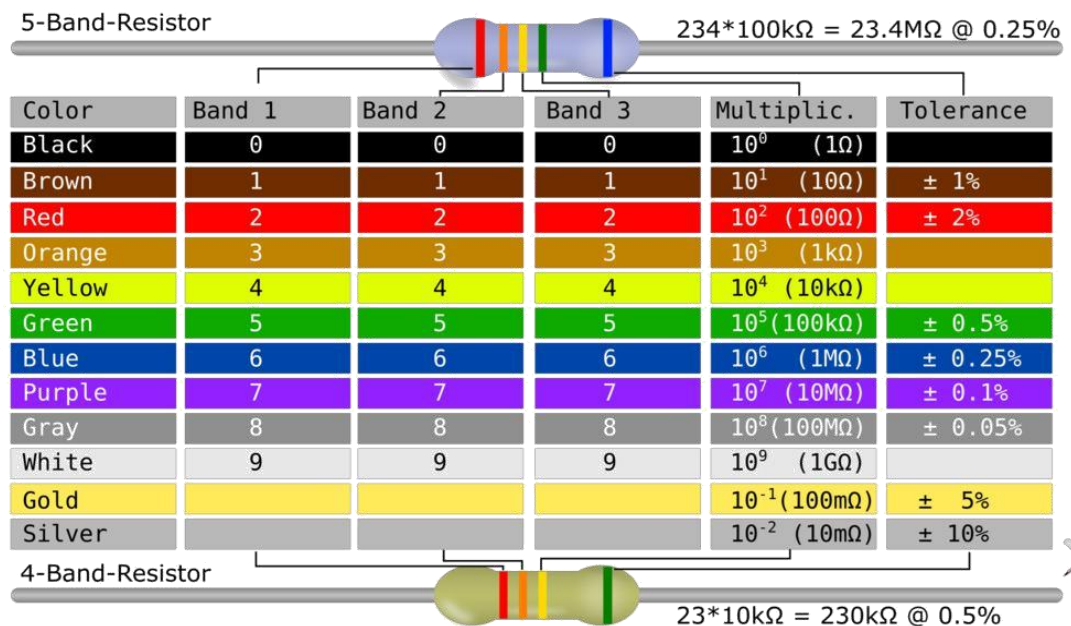 5-Band-Resistor
234*100kΩ = 23.4MΩ @ 0.25%
Color Band 1 Band 2 Band 3 Multiplic. Tolerance
Black 0 0 0 10⁰ (1Ω)
Brown 1 1 1 10¹ (10Ω) ± 1%
Red 2 2 2 10² (100Ω) ± 2%
Orange 3 3 3 10³ (1kΩ)
Yellow 4 4 4 10⁴ (10kΩ)
Green 5 5 5 10⁵(100kΩ) ± 0.5%
Blue 6 6 6 10⁶ (1MΩ) ± 0.25%
Purple 7 7 7 10⁷ (10MΩ) ± 0.1%
Gray 8 8 8 10⁸(100MΩ) ± 0.05%
White 9 9 9 10⁹ (1GΩ)
Gold 10⁻¹(100mΩ) ± 5%
Silver 10⁻² (10mΩ) ± 10%
4-Band-Resistor
23*10kΩ = 230kΩ @ 0.5%